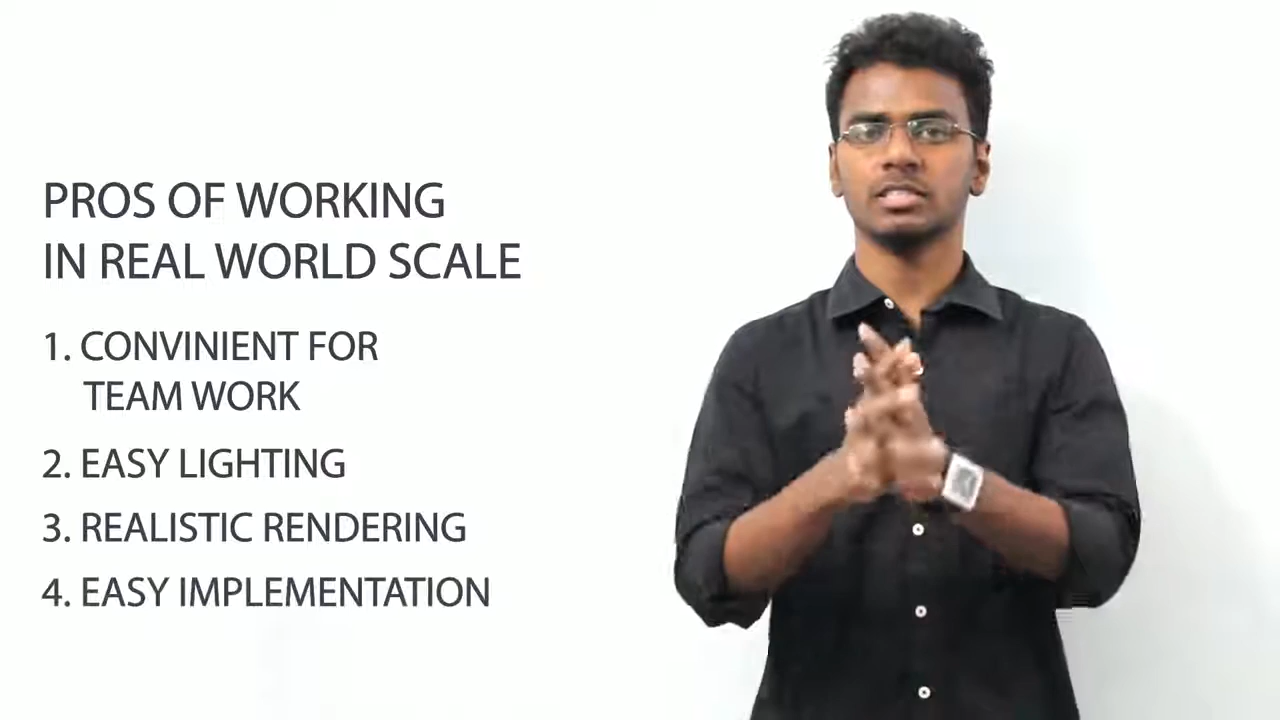 PROS OF WORKING
IN REAL WORLD SCALE
1. CONVINIENT FOR
TEAM WORK
2. EASY LIGHTING
3. REALISTIC RENDERING
4. EASY IMPLEMENTATION